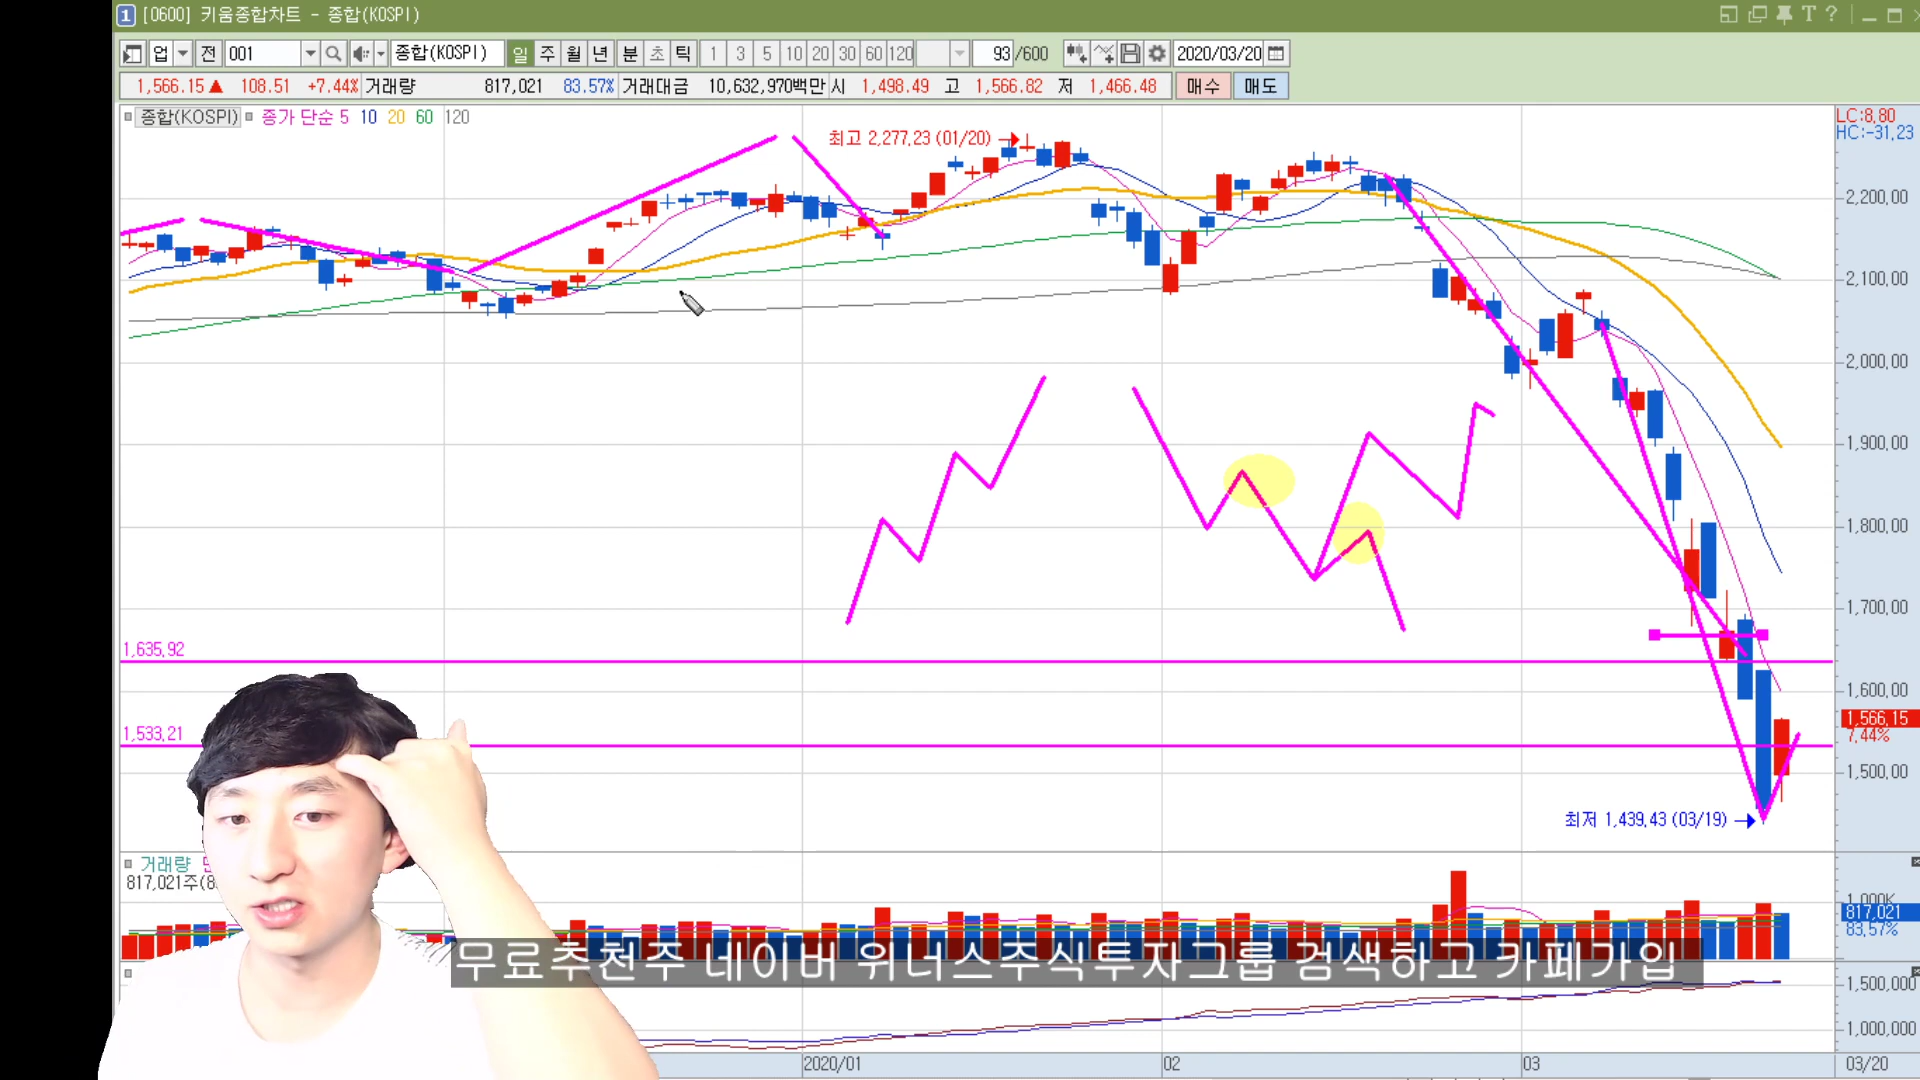 1 [0600] 키움종합차트 - 종합(KOSPI)
업 전 001 종합(KOSPI) 일 주 월 년 분 초 틱 1 3 5 10 20 30 60 120 93 /600 2020/03/20
1,566.15 ▲ 108.51 +7.44% 거래량 817,021 83.57% 거래대금 10,632,970백만 시 1,498.49 고 1,566.82 저 1,466.48 매수 매도
종합(KOSPI) 종가 단순 5 10 20 60 120
LC:8.80
HC:-31.23
최고 2,277.23 (01/20)
2,200.00
2,100.00
2,000.00
1,900.00
1,800.00
1,700.00
1,635.92
1,600.00
1,566.15
7.44%
1,533.21
1,500.00
최저 1,439.43 (03/19)
거래량
817,021주(8
1,000K
817,021
83.57%
무료추천주 네이버 위너스주식투자그룹 검색하고 카페가입
1,500,000
1,000,000
2020/01 02 03 03/20